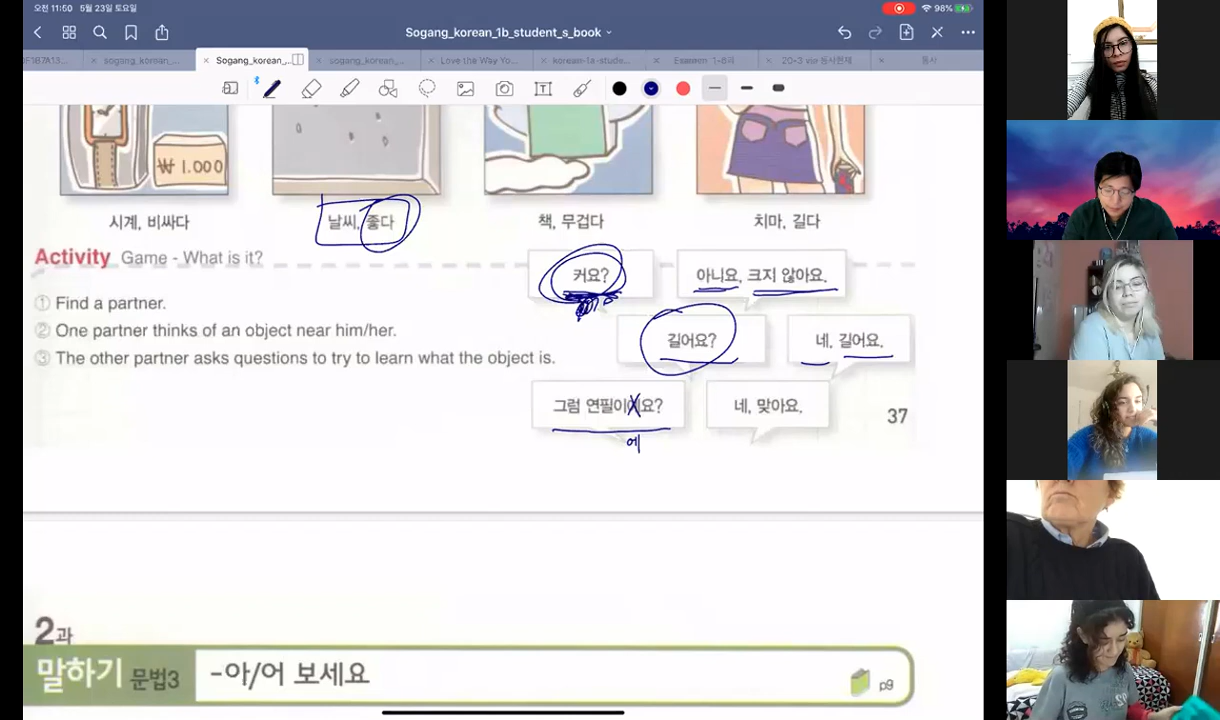 오전 11:50 5월 23일 토요일
98%
Sogang_korean_1b_student_s_book
sogang_korean_...
Sogang_korean_
sogang_korean_...
Love the Way Yo...
korean-1a-stude...
₩1.000
시계, 비싸다
날씨, 좋다
책, 무겁다
치마, 길다
Activity Game - What is it?
① Find a partner.
② One partner thinks of an object near him/her.
③ The other partner asks questions to try to learn what the object is.
커요?
아니요, 크지 않아요.
길어요?
네, 길어요.
그럼 연필이예요?
에
네, 맞아요.
37
2과
말하기 문법3
-아/어 보세요
p9